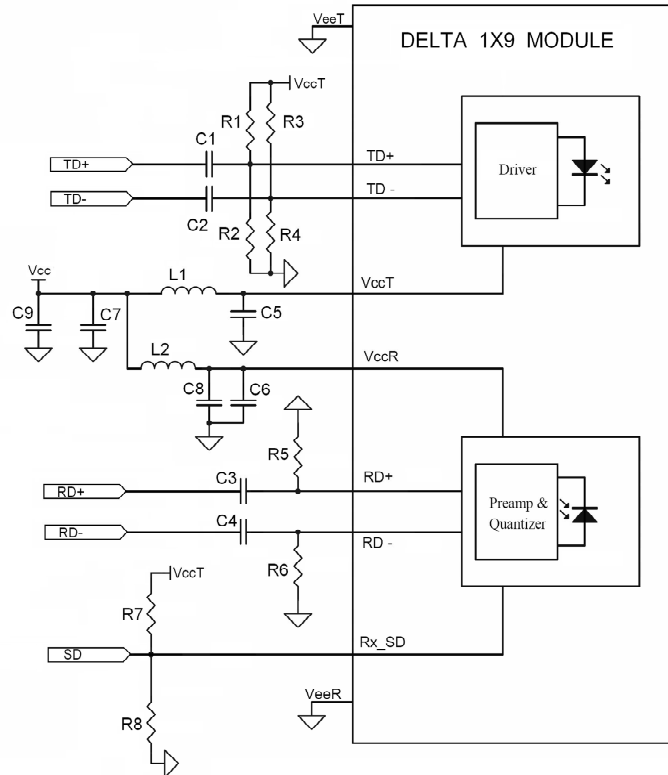 VeeT
DELTA 1X9 MODULE
VccT
R1
R3
C1
TD+
TD+
Driver
TD-
TD -
C2
R2
R4
Vcc
L1
VccT
C9
C7
C5
L2
VccR
C8
C6
R5
C3
RD+
RD+
Preamp &
Quantizer
C4
RD-
RD -
R6
VccT
R7
Rx_SD
SD
VeeR
R8